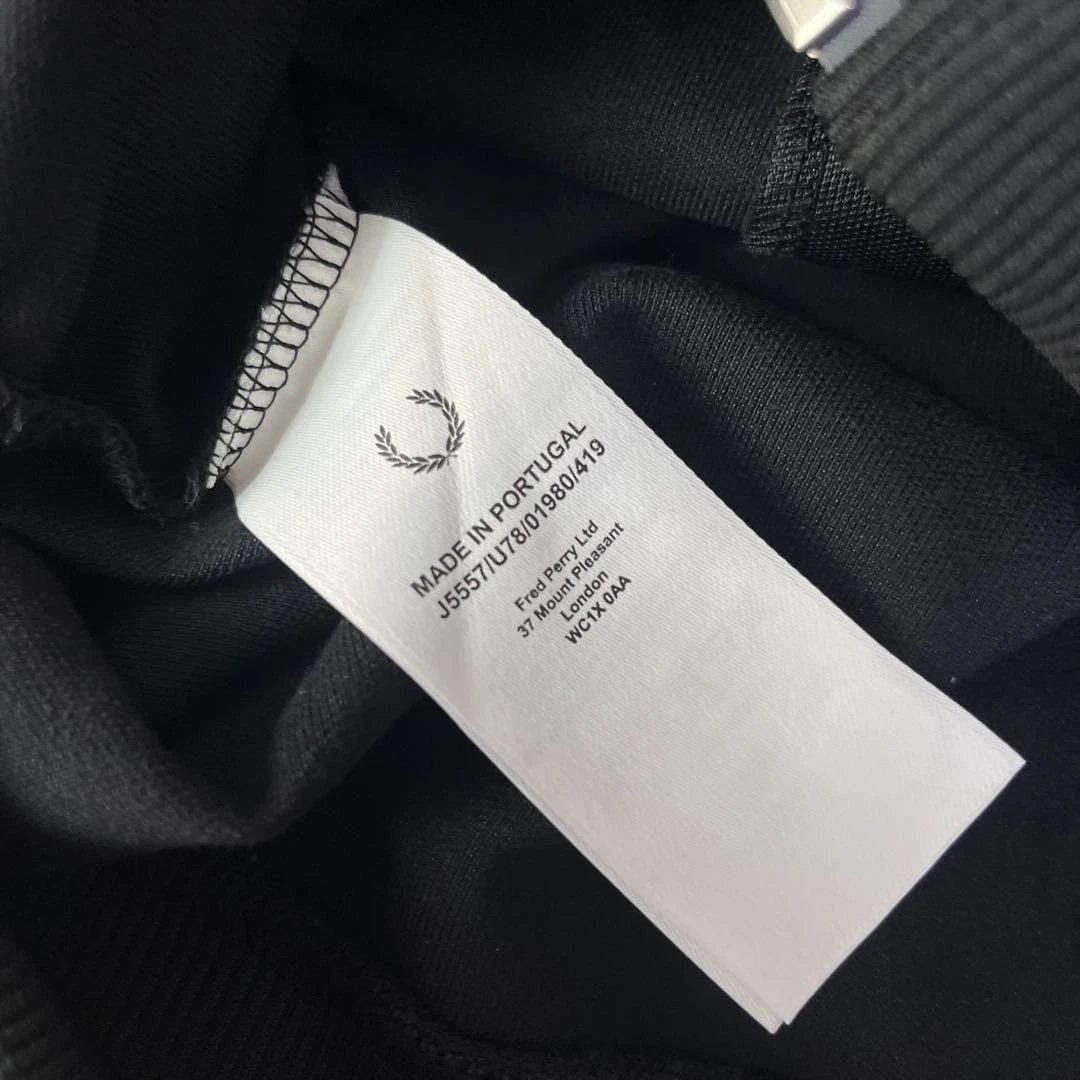 MADE IN PORTUGAL
J5557/U78/01980/419
Fred Perry Ltd
37 Mount Pleasant
London
WC1X 0AA